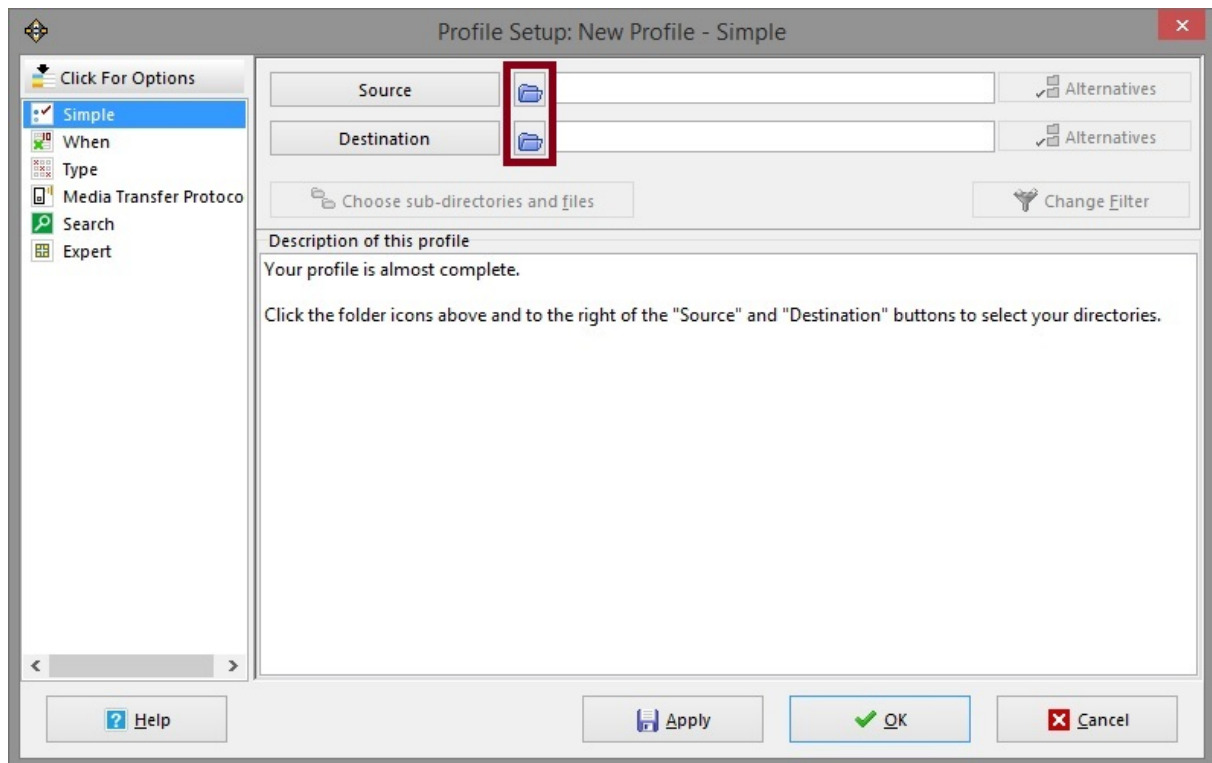 Profile Setup: New Profile - Simple
Click For Options
Simple
When
Type
Media Transfer Protoco
Search
Expert
Source
Alternatives
Destination
Alternatives
Choose sub-directories and files
Change Filter
Description of this profile
Your profile is almost complete.
Click the folder icons above and to the right of the "Source" and "Destination" buttons to select your directories.
Help
Apply
OK
Cancel